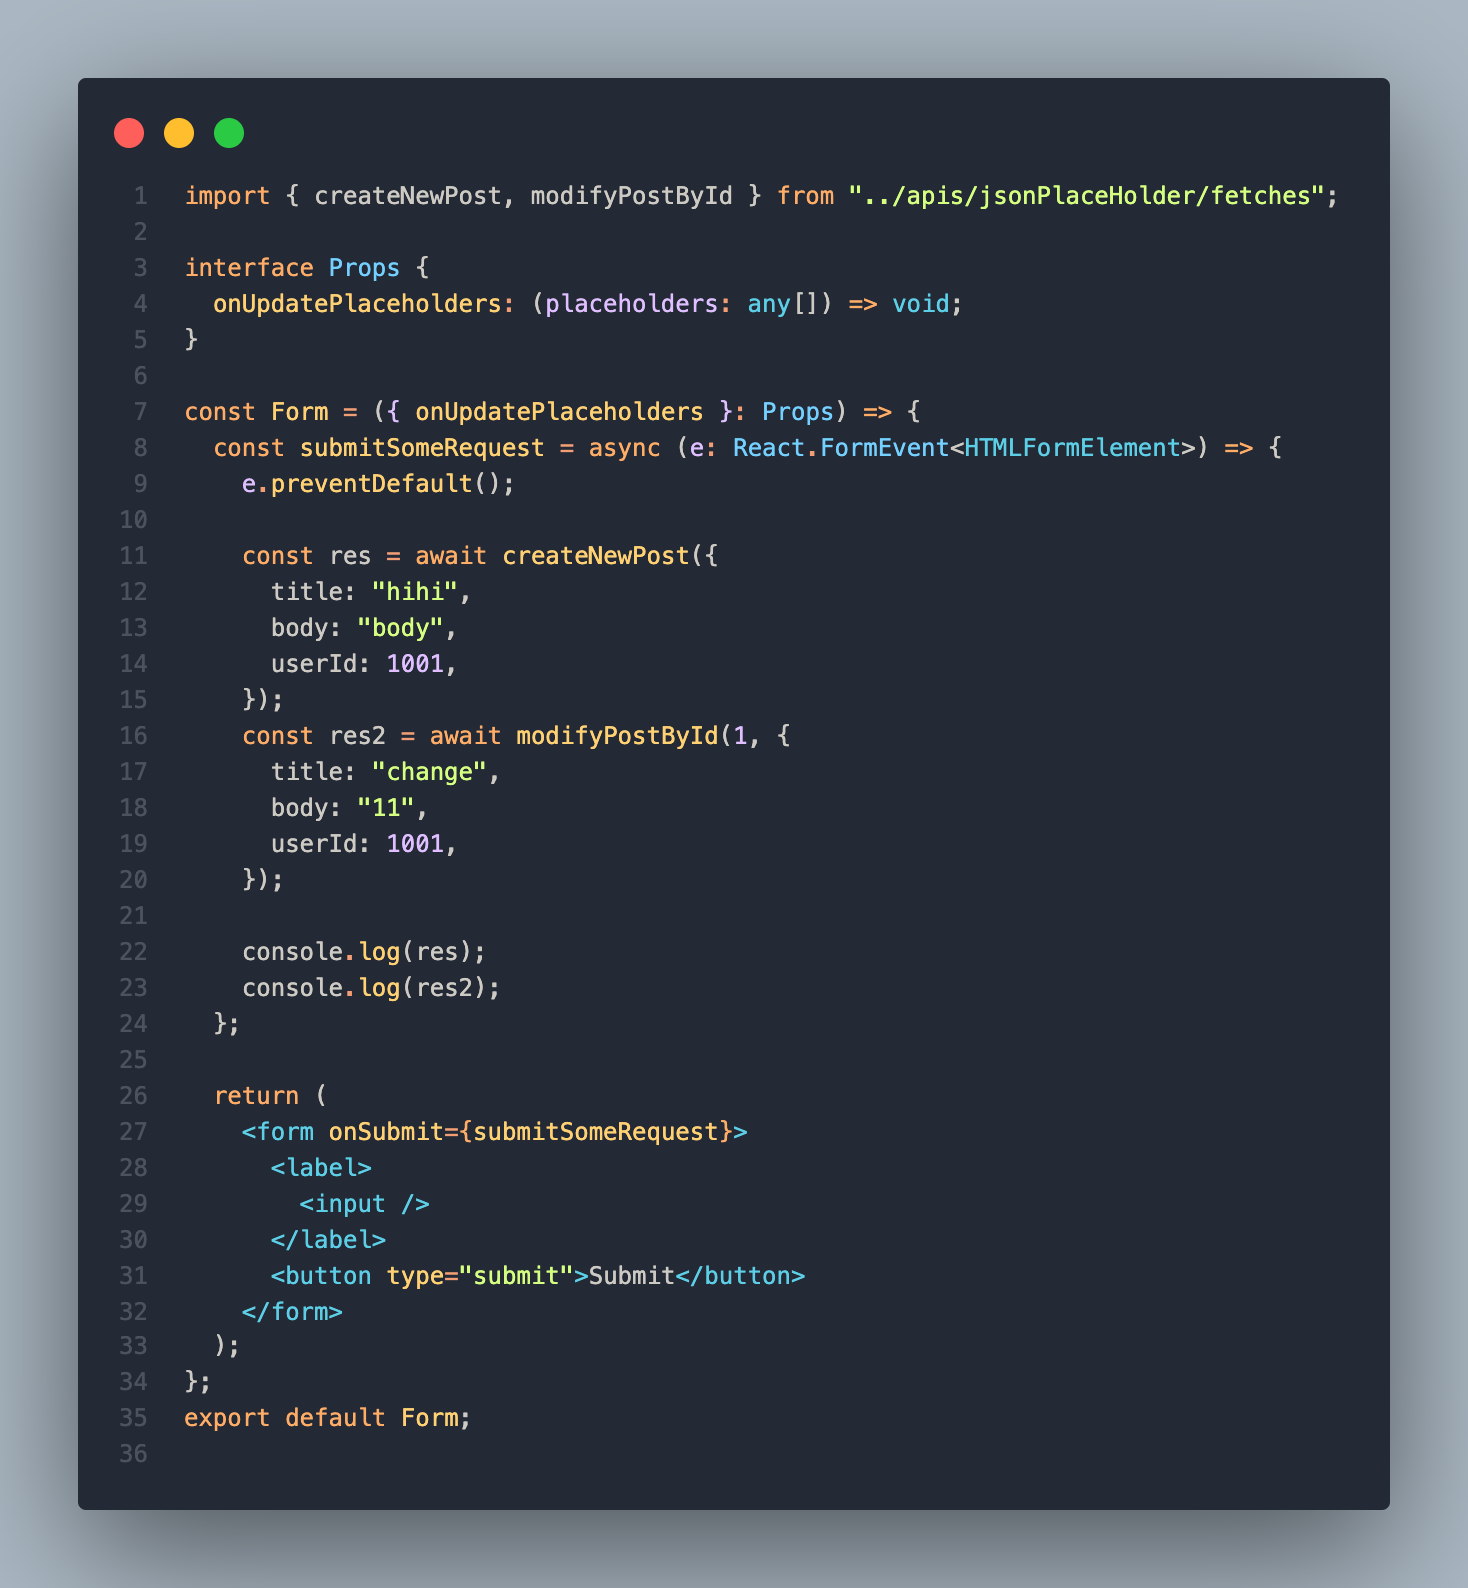 1 import { createNewPost, modifyPostById } from "../apis/jsonPlaceHolder/fetches";
2
3 interface Props {
4   onUpdatePlaceholders: (placeholders: any[]) => void;
5 }
6
7 const Form = ({ onUpdatePlaceholders }: Props) => {
8   const submitSomeRequest = async (e: React.FormEvent<HTMLFormElement>) => {
9     e.preventDefault();
10
11     const res = await createNewPost({
12       title: "hihi",
13       body: "body",
14       userId: 1001,
15     });
16     const res2 = await modifyPostById(1, {
17       title: "change",
18       body: "11",
19       userId: 1001,
20     });
21
22     console.log(res);
23     console.log(res2);
24   };
25
26   return (
27     <form onSubmit={submitSomeRequest}>
28       <label>
29         <input />
30       </label>
31       <button type="submit">Submit</button>
32     </form>
33   );
34 };
35 export default Form;
36